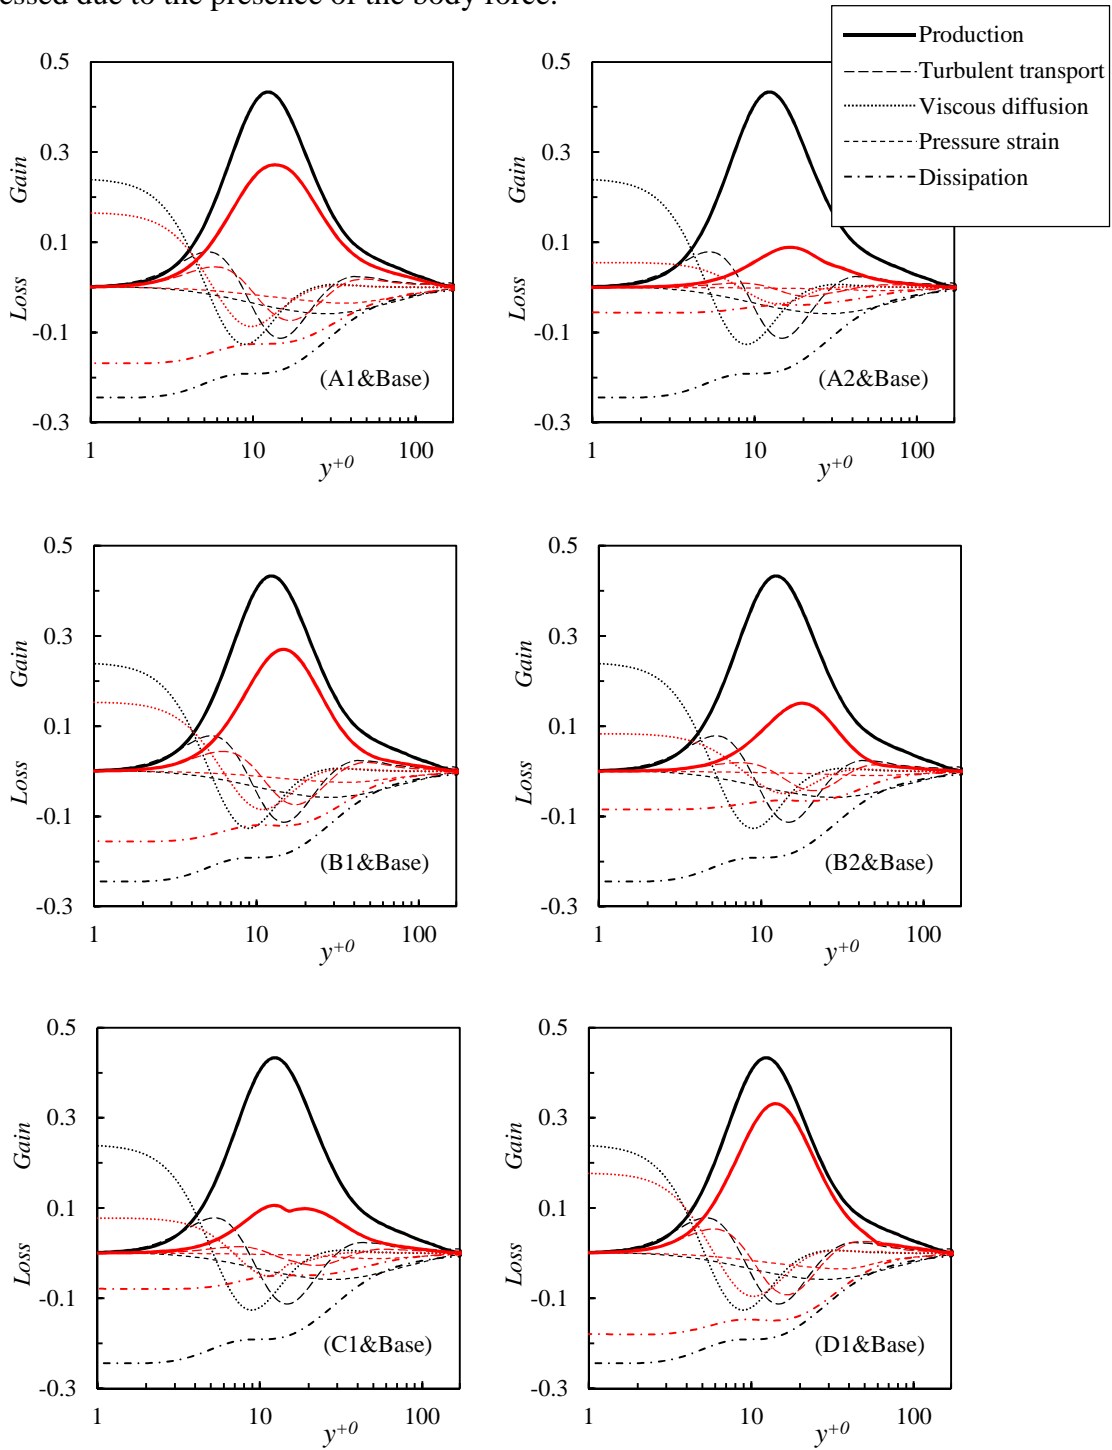 essed due to the presence of the body force.
Production
Turbulent transport
Viscous diffusion
Pressure strain
Dissipation
0.5
0.3
0.1
-0.1
-0.3
Gain
Loss
(A1&Base)
1
10
100
y+0
0.5
0.3
0.1
-0.1
-0.3
Gain
Loss
(A2&Base)
1
10
100
y+0
0.5
0.3
0.1
-0.1
-0.3
Gain
Loss
(B1&Base)
1
10
100
y+0
0.5
0.3
0.1
-0.1
-0.3
Gain
Loss
(B2&Base)
1
10
100
y+0
0.5
0.3
0.1
-0.1
-0.3
Gain
Loss
(C1&Base)
1
10
100
y+0
0.5
0.3
0.1
-0.1
-0.3
Gain
Loss
(D1&Base)
1
10
100
y+0